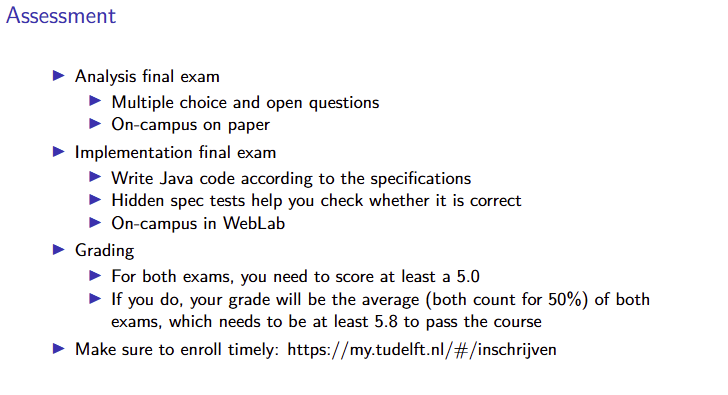 Assessment
▶ Analysis final exam
▶ Multiple choice and open questions
▶ On-campus on paper
▶ Implementation final exam
▶ Write Java code according to the specifications
▶ Hidden spec tests help you check whether it is correct
▶ On-campus in WebLab
▶ Grading
▶ For both exams, you need to score at least a 5.0
▶ If you do, your grade will be the average (both count for 50%) of both
exams, which needs to be at least 5.8 to pass the course
▶ Make sure to enroll timely: https://my.tudelft.nl/#/inschrijven